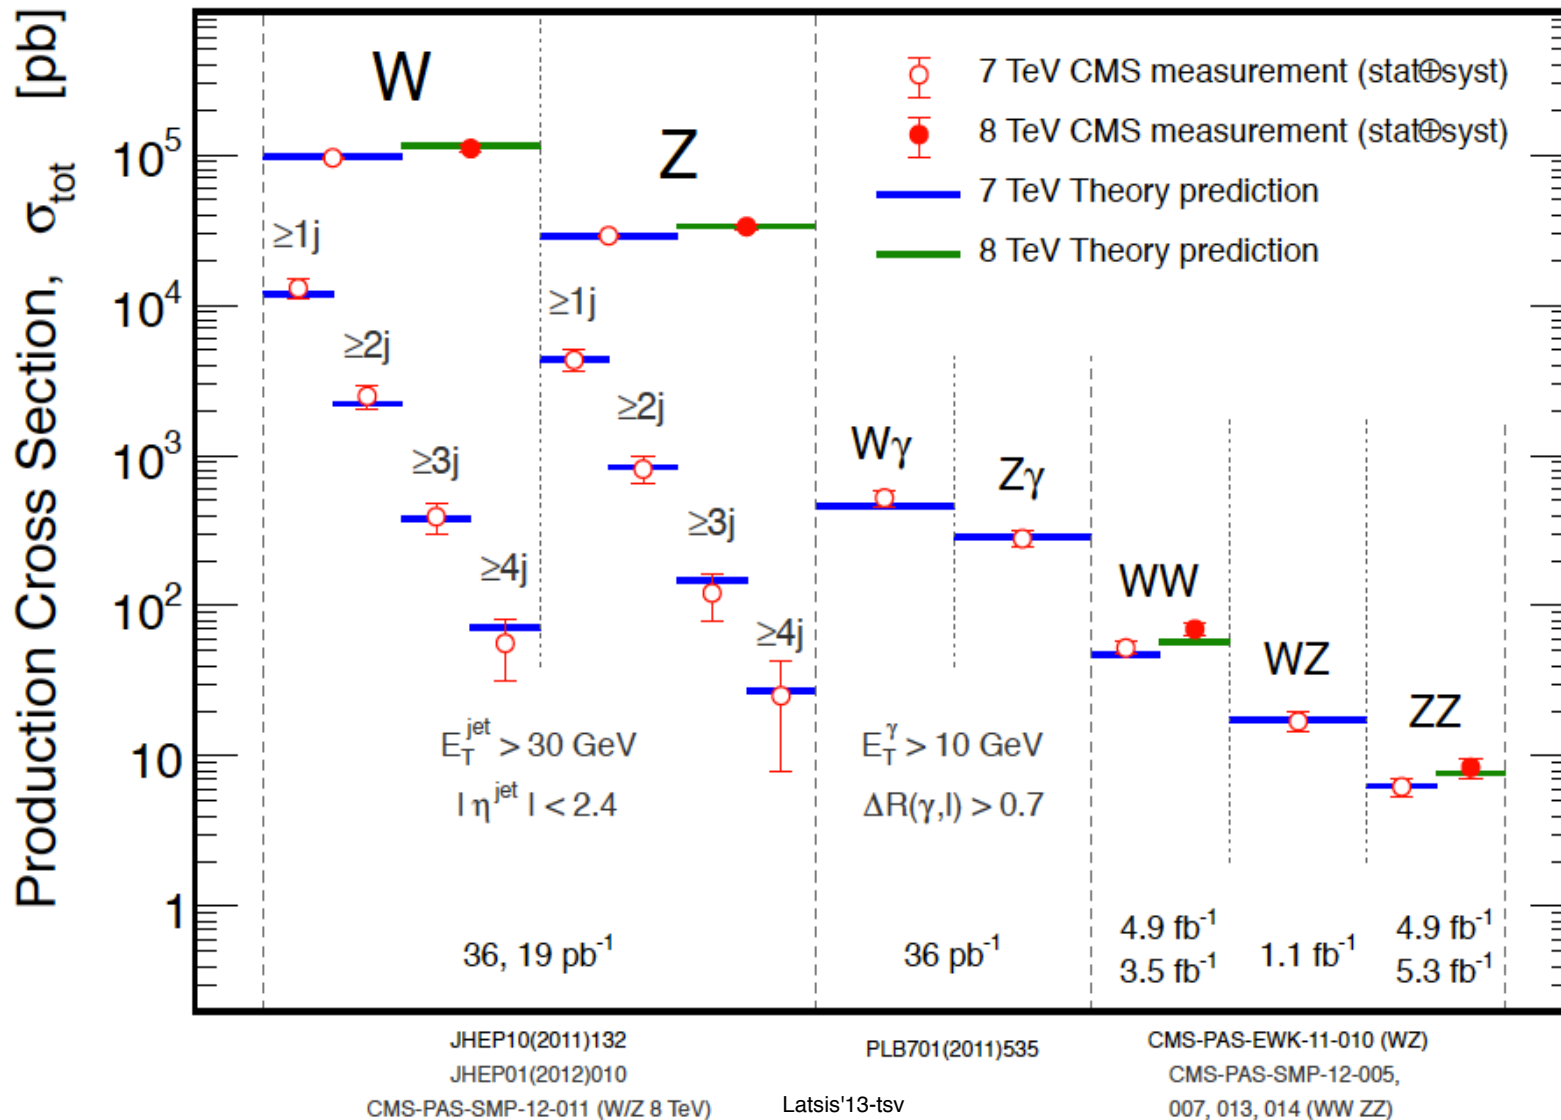 Production Cross Section, σtot [pb]
10^5
10^4
10^3
10^2
10
1
7 TeV CMS measurement (stat⊕syst)
8 TeV CMS measurement (stat⊕syst)
7 TeV Theory prediction
8 TeV Theory prediction
W
≥1j
≥2j
≥3j
≥4j
Z
≥1j
≥2j
≥3j
≥4j
Wγ
Zγ
WW
WZ
ZZ
E_T^jet > 30 GeV
| η^jet | < 2.4
E_T^γ > 10 GeV
ΔR(γ,l) > 0.7
36, 19 pb^-1
36 pb^-1
4.9 fb^-1
3.5 fb^-1
1.1 fb^-1
4.9 fb^-1
5.3 fb^-1
JHEP10(2011)132
JHEP01(2012)010
CMS-PAS-SMP-12-011 (W/Z 8 TeV)
PLB701(2011)535
CMS-PAS-EWK-11-010 (WZ)
CMS-PAS-SMP-12-005,
007, 013, 014 (WW ZZ)
Latsis'13-tsv